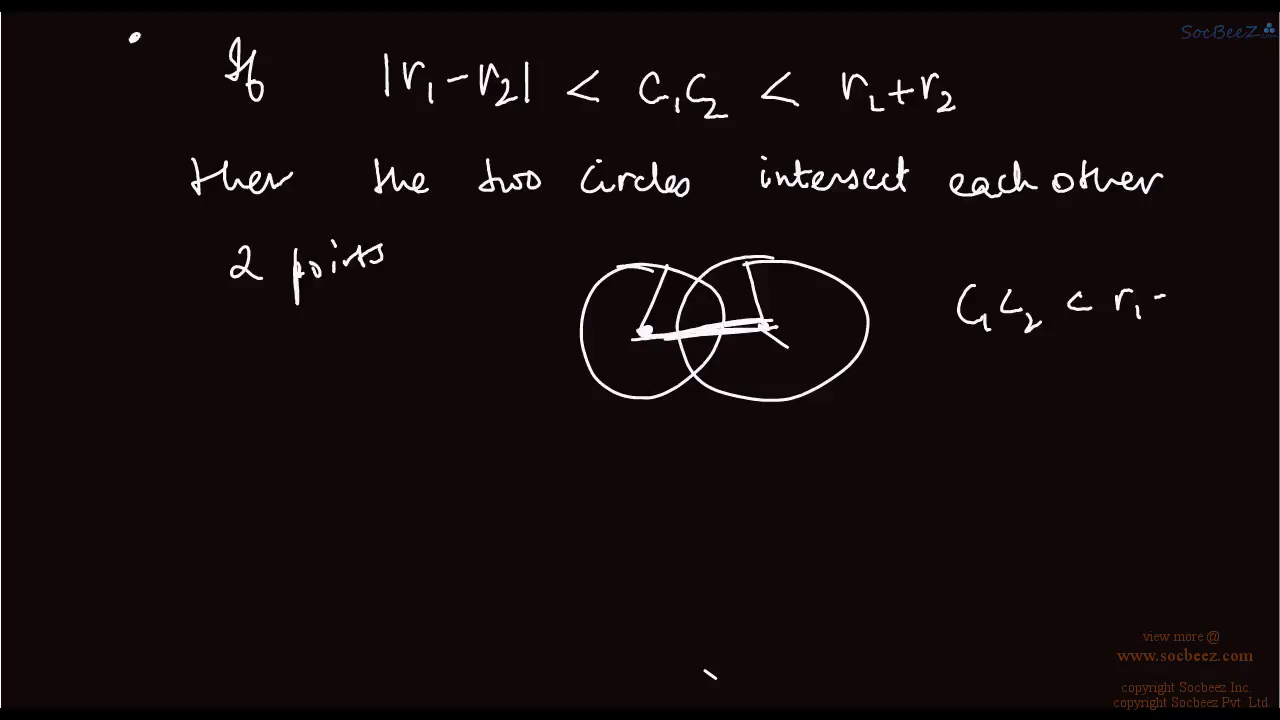 SocBeeZ.com
If |r₁ - r₂| < C₁C₂ < r₁ + r₂
then the two circles intersect each other
2 points
C₁C₂ < r₁ -
view more @
www.socbeez.com
copyright Socbeez Inc.
copyright Socbeez Pvt. Ltd.